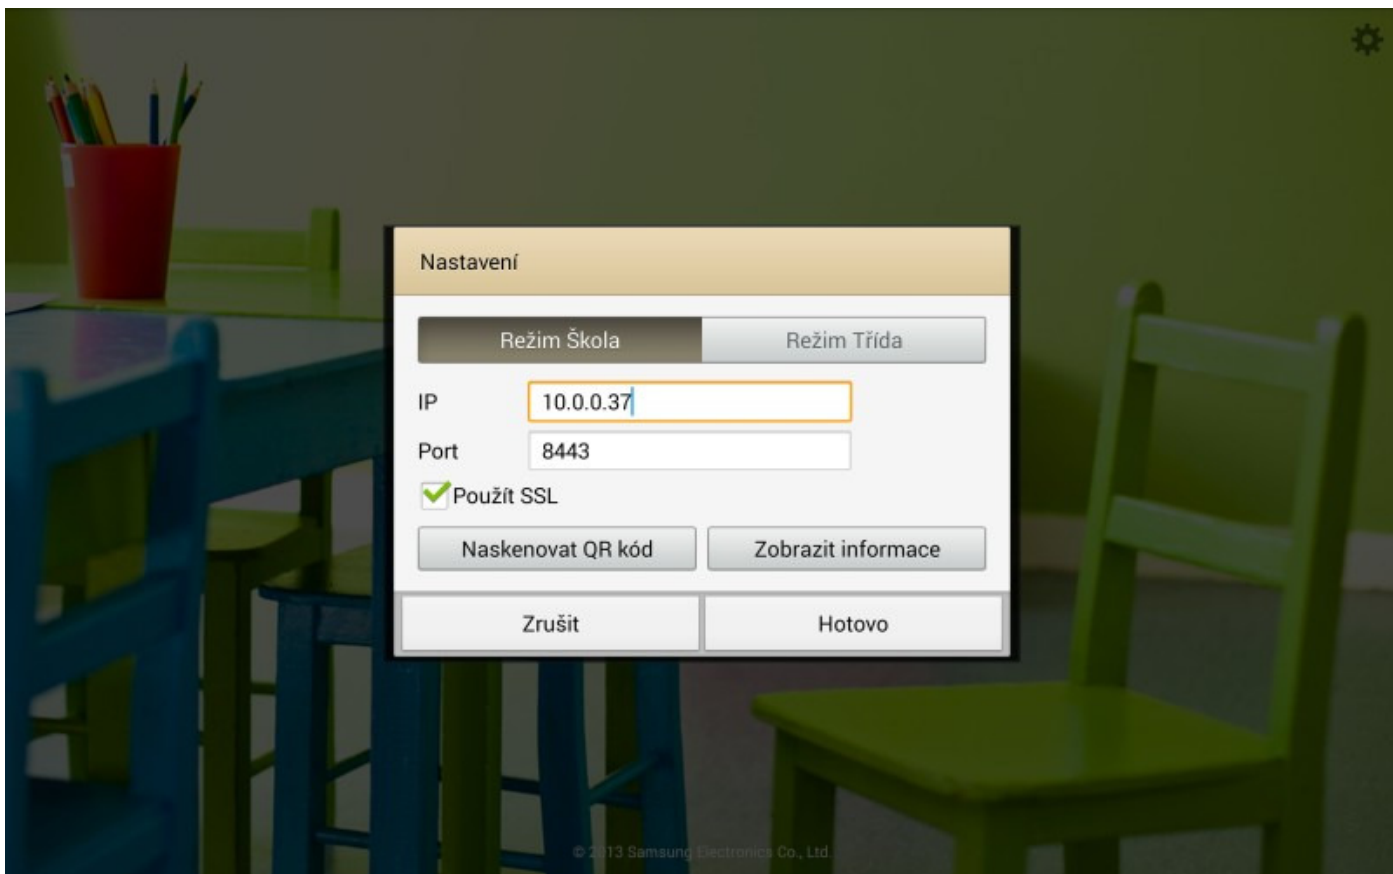 Nastavení
Režim Škola Režim Třída
IP 10.0.0.37
Port 8443
Použít SSL
Naskenovat QR kód Zobrazit informace
Zrušit Hotovo
© 2013 Samsung Electronics Co., Ltd.